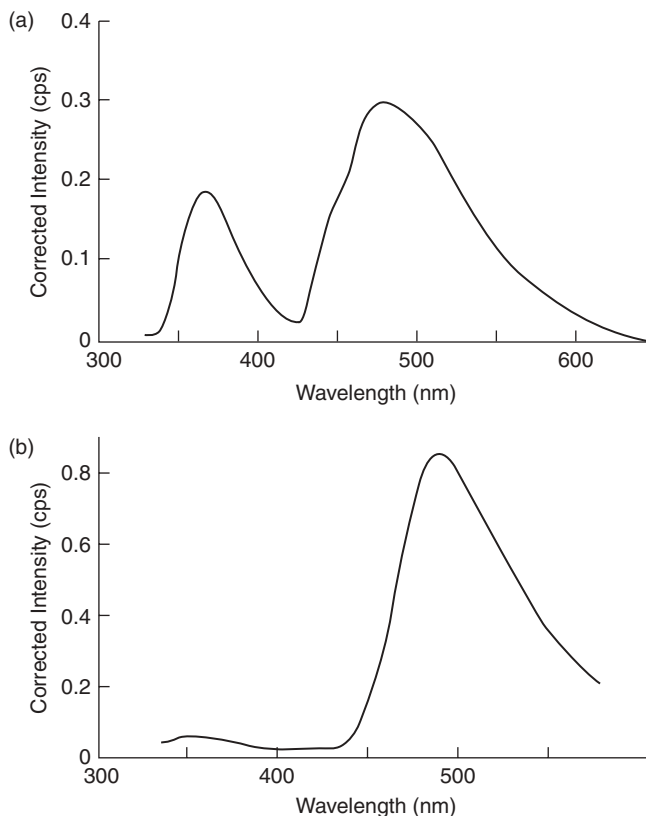 (a)
0.4
0.3
0.2
0.1
0
Corrected Intensity (cps)
300 400 500 600
Wavelength (nm)
(b)
0.8
0.6
0.4
0.2
0
Corrected Intensity (cps)
300 400 500
Wavelength (nm)